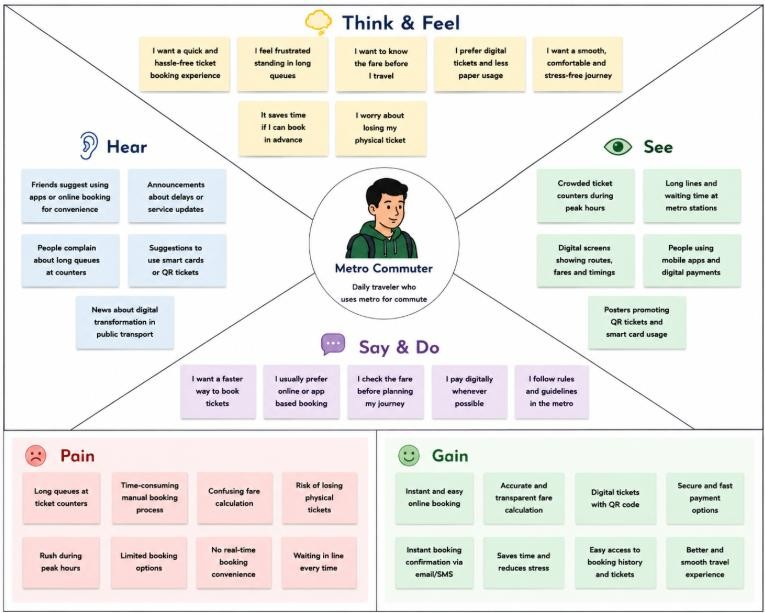 Think & Feel
I want a quick and
hassle-free ticket
booking experience
I feel frustrated
standing in long
queues
I want to know
the fare before
I travel
I prefer digital
tickets and less
paper usage
I want a smooth,
comfortable and
stress-free journey
It saves time
if I can book
in advance
I worry about
losing my
physical ticket
Hear
Friends suggest using
apps or online booking
for convenience
Announcements
about delays or
service updates
People complain
about long queues
at counters
Suggestions to
use smart cards
or QR tickets
News about digital
transformation in
public transport
See
Crowded ticket
counters during
peak hours
Long lines and
waiting time at
metro stations
Digital screens
showing routes,
fares and timings
People using
mobile apps and
digital payments
Posters promoting
QR tickets and
smart card usage
Metro Commuter
Daily traveler who
uses metro for commute
Say & Do
I want a faster
way to book
tickets
I usually prefer
online or app
based booking
I check the fare
before planning
my journey
I pay digitally
whenever
possible
I follow rules
and guidelines
in the metro
Pain
Long queues at
ticket counters
Time-consuming
manual booking
process
Confusing fare
calculation
Risk of losing
physical
tickets
Rush during
peak hours
Limited booking
options
No real-time
booking
convenience
Waiting in line
every time
Gain
Instant and easy
online booking
Accurate and
transparent fare
calculation
Digital tickets
with QR code
Secure and fast
payment
options
Instant booking
confirmation via
email/SMS
Saves time and
reduces stress
Easy access to
booking history
and tickets
Better and
smooth travel
experience